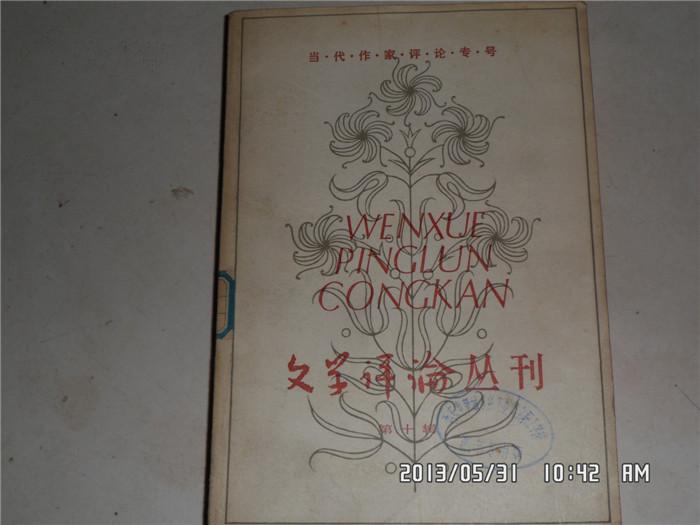 当·代·作·家·评·论·专·号
WENXUE
PINGLUN
CONGKAN
文学评论丛刊
第十辑
2013/05/31 10:42 AM